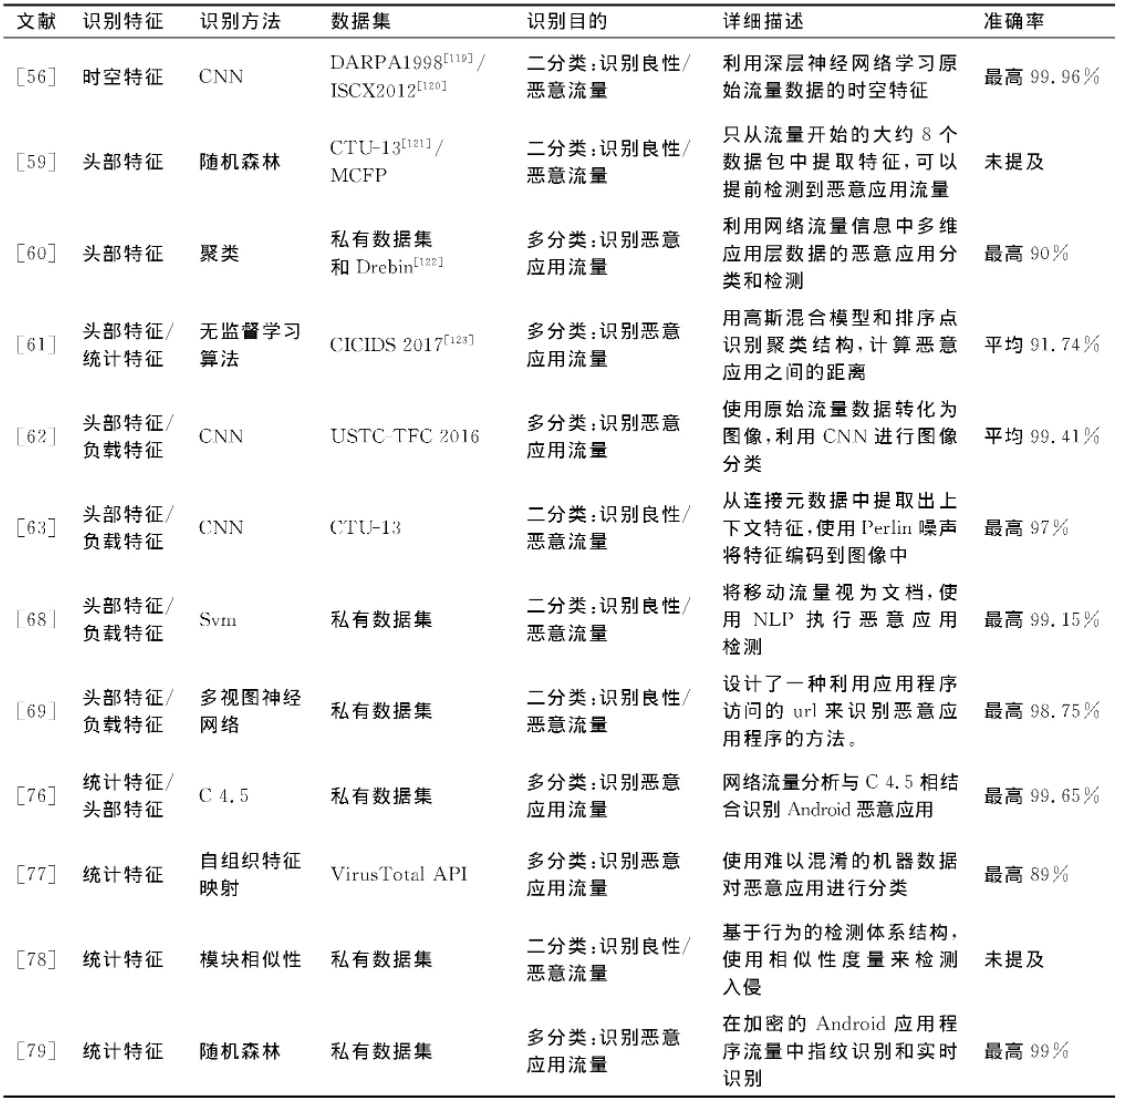 文献 识别特征 识别方法 数据集 识别目的 详细描述 准确率
[56] 时空特征 CNN DARPA1998[119]/ISCX2012[120] 二分类:识别良性/恶意流量 利用深层神经网络学习原始流量数据的时空特征 最高 99.96%
[59] 头部特征 随机森林 CTU-13[121]/MCFP 二分类:识别良性/恶意流量 只从流量开始的大约 8 个数据包中提取特征,可以提前检测到恶意应用流量 未提及
[60] 头部特征 聚类 私有数据集和 Drebin[122] 多分类:识别恶意应用流量 利用网络流量信息中多维应用层数据的恶意应用分类和检测 最高 90%
[61] 头部特征/统计特征 无监督学习算法 CICIDS 2017[123] 多分类:识别恶意应用流量 用高斯混合模型和排序点识别聚类结构,计算恶意应用之间的距离 平均 91.74%
[62] 头部特征/负载特征 CNN USTC-TFC 2016 多分类:识别恶意应用流量 使用原始流量数据转化为图像,利用 CNN 进行图像分类 平均 99.41%
[63] 头部特征/负载特征 CNN CTU-13 二分类:识别良性/恶意流量 从连接元数据中提取出上下文特征,使用 Perlin 噪声将特征编码到图像中 最高 97%
[68] 头部特征/负载特征 Svm 私有数据集 二分类:识别良性/恶意流量 将移动流量视为文档,使用 NLP 执行恶意应用检测 最高 99.15%
[69] 头部特征/负载特征 多视图神经网络 私有数据集 二分类:识别良性/恶意流量 设计了一种利用应用程序访问的 url 来识别恶意应用程序的方法。 最高 98.75%
[76] 统计特征/头部特征 C 4.5 私有数据集 多分类:识别恶意应用流量 网络流量分析与 C 4.5 相结合识别 Android 恶意应用 最高 99.65%
[77] 统计特征 自组织特征映射 VirusTotal API 多分类:识别恶意应用流量 使用难以混淆的机器数据对恶意应用进行分类 最高 89%
[78] 统计特征 模块相似性 私有数据集 二分类:识别良性/恶意流量 基于行为的检测体系结构,使用相似性度量来检测入侵 未提及
[79] 统计特征 随机森林 私有数据集 多分类:识别恶意应用流量 在加密的 Android 应用程序流量中指纹识别和实时识别 最高 99%